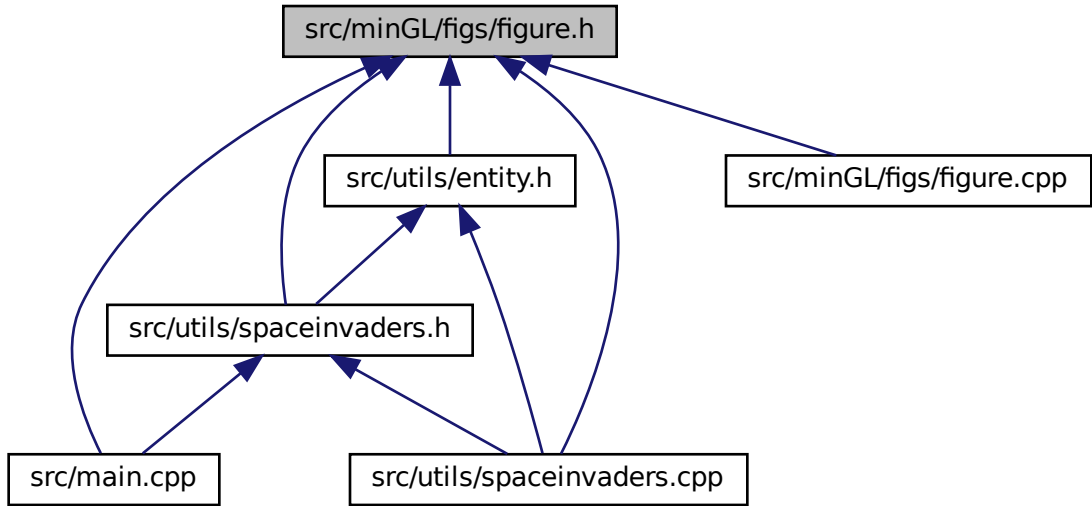 src/minGL/figs/figure.h
src/utils/entity.h
src/minGL/figs/figure.cpp
src/utils/spaceinvaders.h
src/main.cpp
src/utils/spaceinvaders.cpp